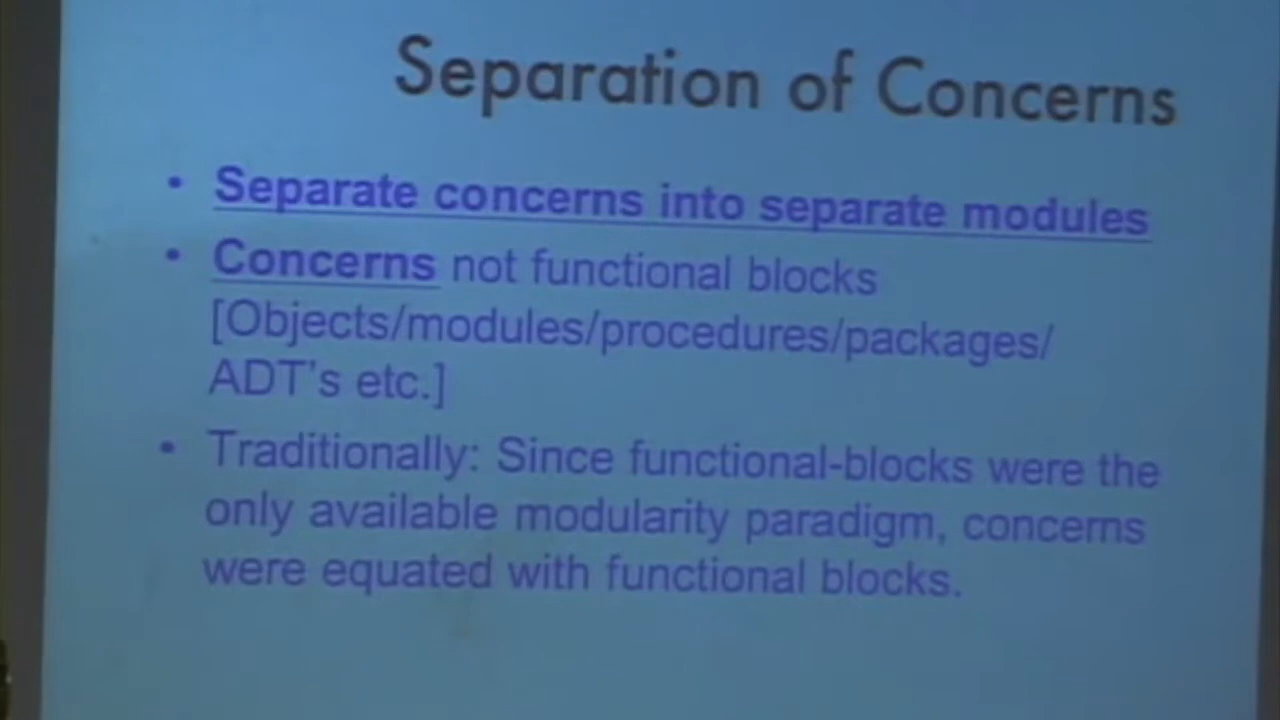 Separation of Concerns
• Separate concerns into separate modules
• Concerns not functional blocks
[Objects/modules/procedures/packages/
ADT's etc.]
• Traditionally: Since functional-blocks were the
only available modularity paradigm, concerns
were equated with functional blocks.